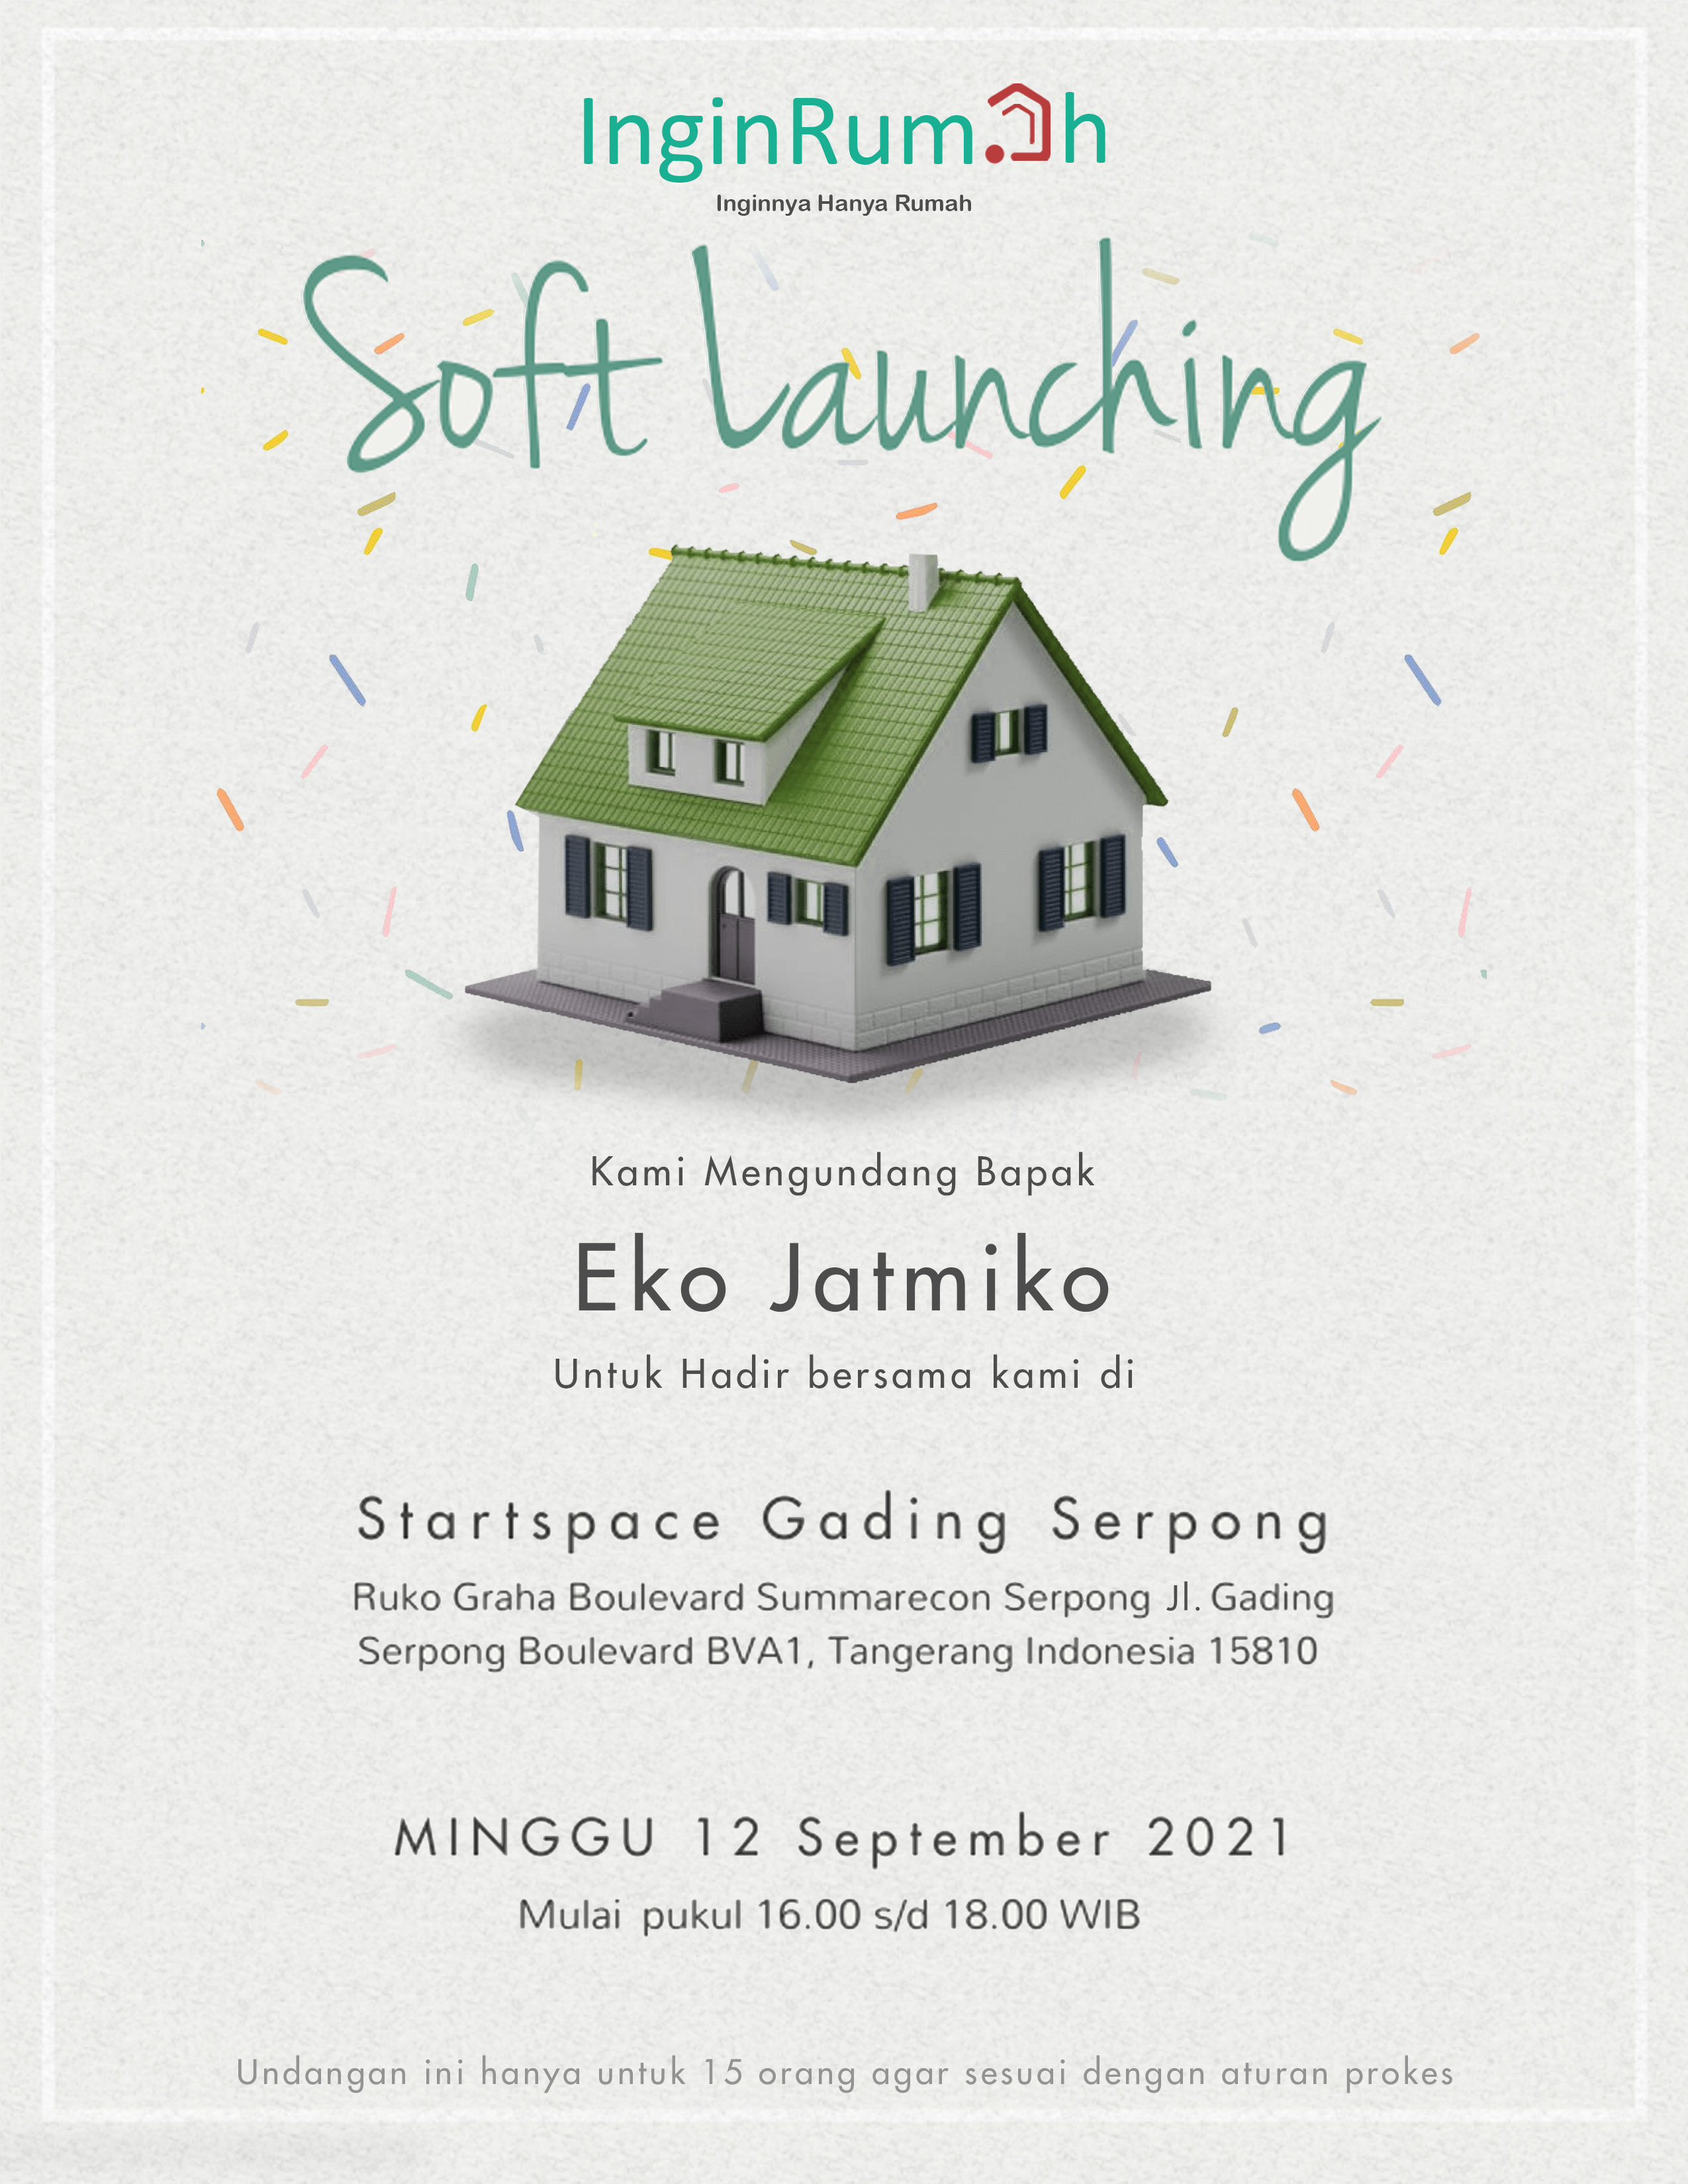 InginRumah
Inginnya Hanya Rumah
Soft Launching
Kami Mengundang Bapak
Eko Jatmiko
Untuk Hadir bersama kami di
Startspace Gading Serpong
Ruko Graha Boulevard Summarecon Serpong Jl. Gading
Serpong Boulevard BVA1, Tangerang Indonesia 15810
MINGGU 12 September 2021
Mulai pukul 16.00 s/d 18.00 WIB
Undangan ini hanya untuk 15 orang agar sesuai dengan aturan prokes